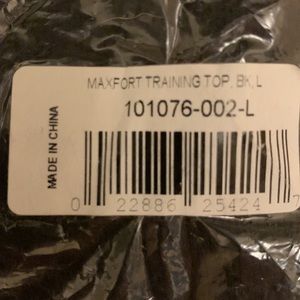 MAXFORT TRAINING TOP, BK, L
101076-002-L
MADE IN CHINA
0 22886 25424 7